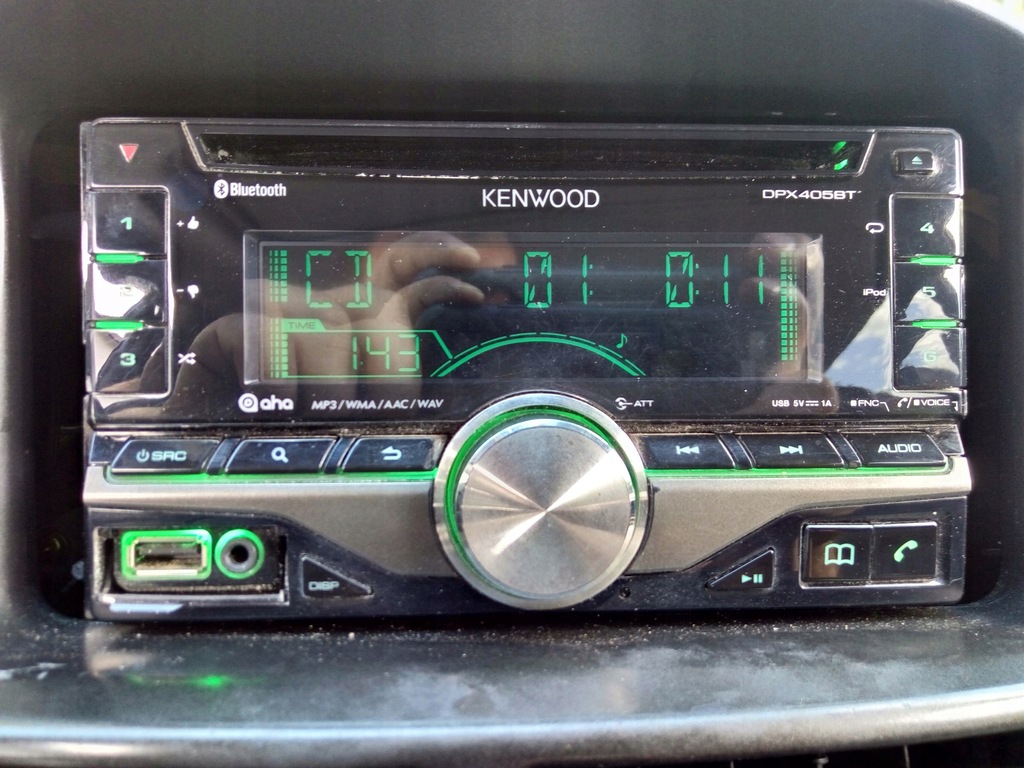 Bluetooth
KENWOOD
DPX405BT
1
4
CD 01: 0:11
iPod
5
TIME
1:43
3
6
aha
MP3/WMA/AAC/WAV
ATT
USB 5V 1A
FNC
VOICE
SRC
AUDIO
DISP